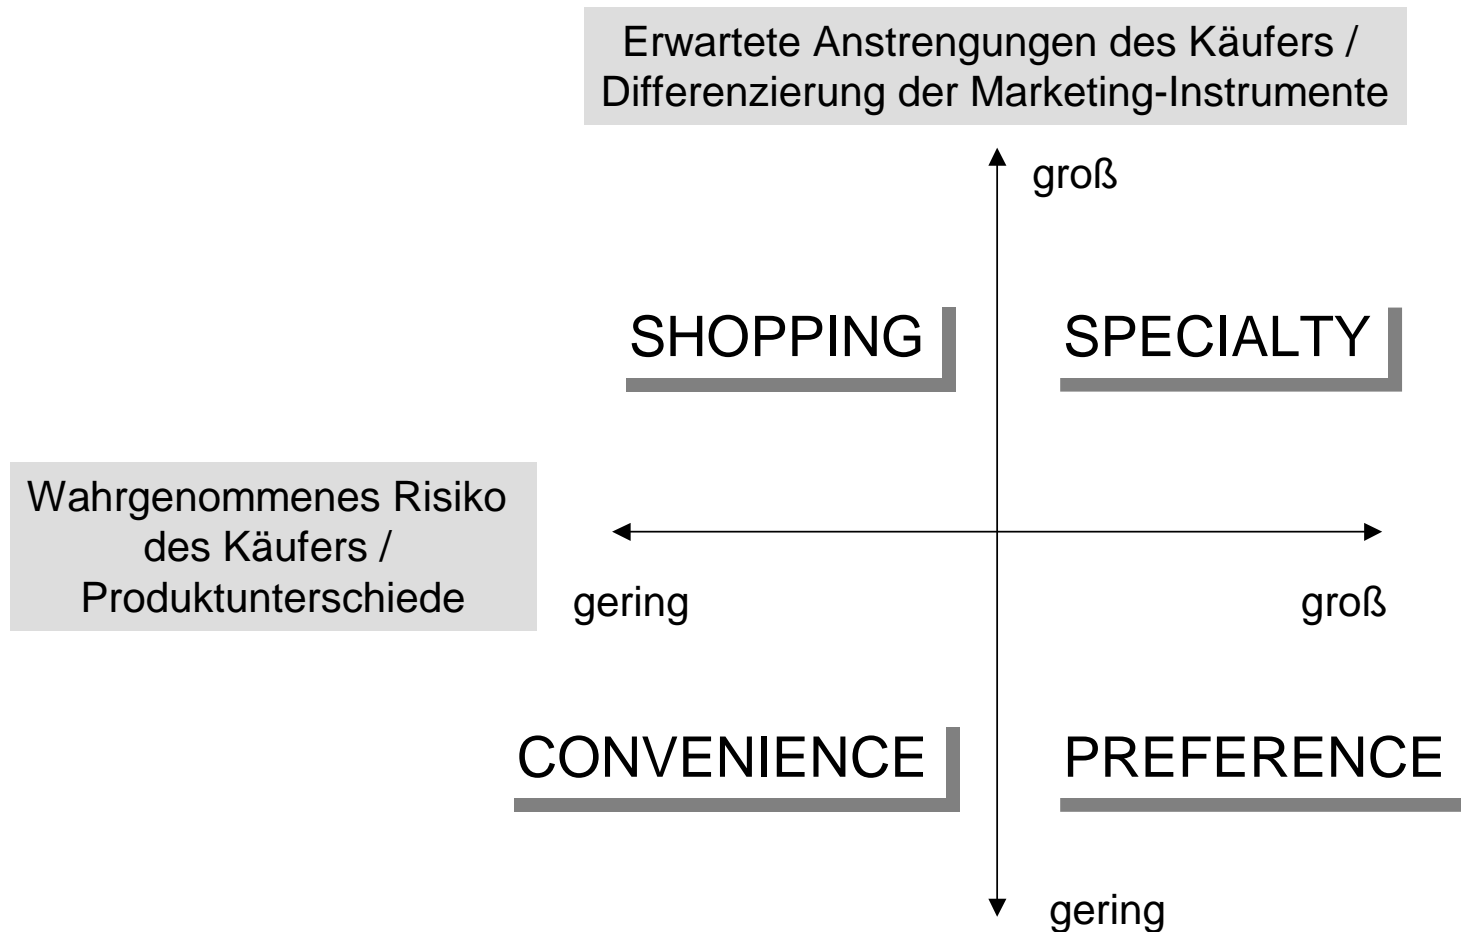 Erwartete Anstrengungen des Käufers /
Differenzierung der Marketing-Instrumente
groß
SHOPPING
SPECIALTY
Wahrgenommenes Risiko
des Käufers /
Produktunterschiede
gering
groß
CONVENIENCE
PREFERENCE
gering